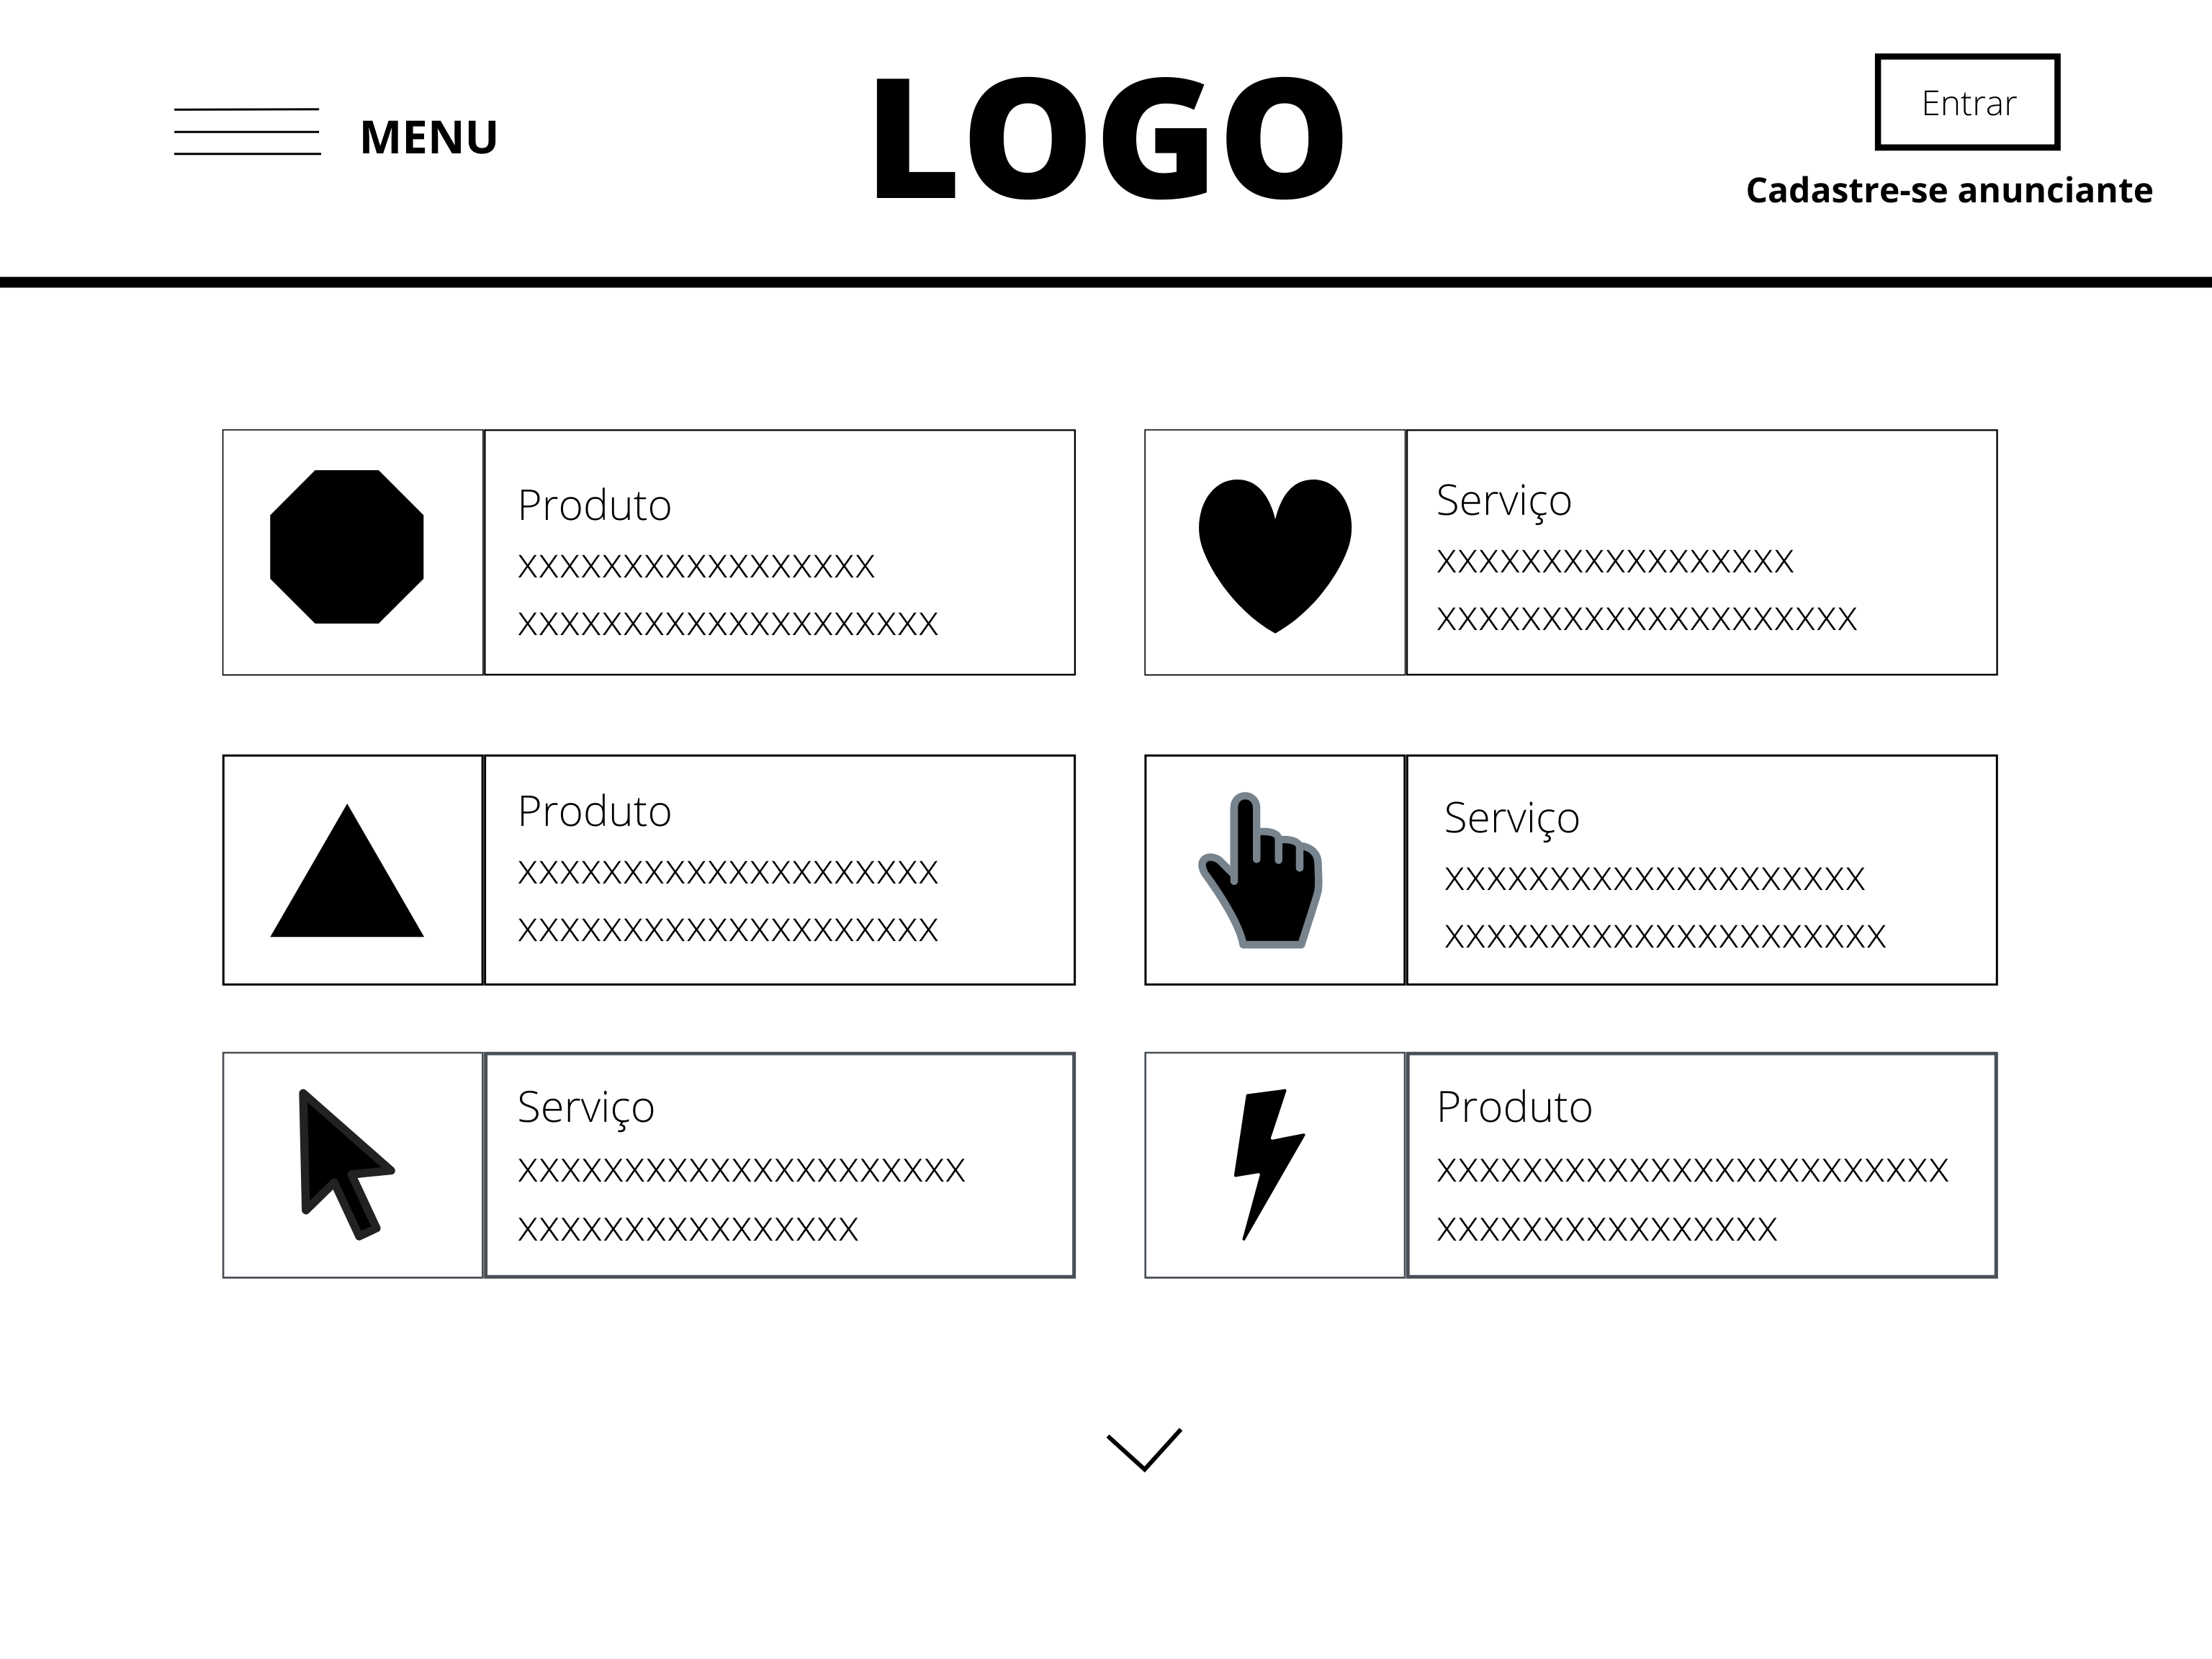 MENU
LOGO
Entrar
Cadastre-se anunciante
Produto
XXXXXXXXXXXXXXXXX
XXXXXXXXXXXXXXXXXXXX
Serviço
XXXXXXXXXXXXXXXXX
XXXXXXXXXXXXXXXXXXXX
Produto
XXXXXXXXXXXXXXXXXXXX
XXXXXXXXXXXXXXXXXXXX
Serviço
XXXXXXXXXXXXXXXXXXXX
XXXXXXXXXXXXXXXXXXXXX
Serviço
XXXXXXXXXXXXXXXXXXXXX
XXXXXXXXXXXXXXXX
Produto
XXXXXXXXXXXXXXXXXXXXXXXX
XXXXXXXXXXXXXXXX